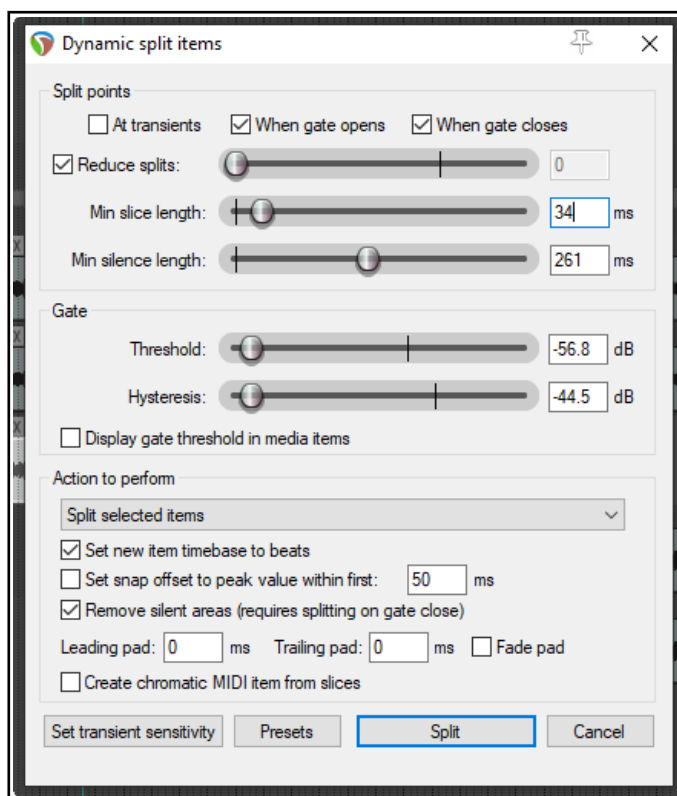 Dynamic split items
Split points
At transients When gate opens When gate closes
Reduce splits: 0
Min slice length: 34 ms
Min silence length: 261 ms
Gate
Threshold: -56.8 dB
Hysteresis: -44.5 dB
Display gate threshold in media items
Action to perform
Split selected items
Set new item timebase to beats
Set snap offset to peak value within first: 50 ms
Remove silent areas (requires splitting on gate close)
Leading pad: 0 ms Trailing pad: 0 ms Fade pad
Create chromatic MIDI item from slices
Set transient sensitivity Presets Split Cancel